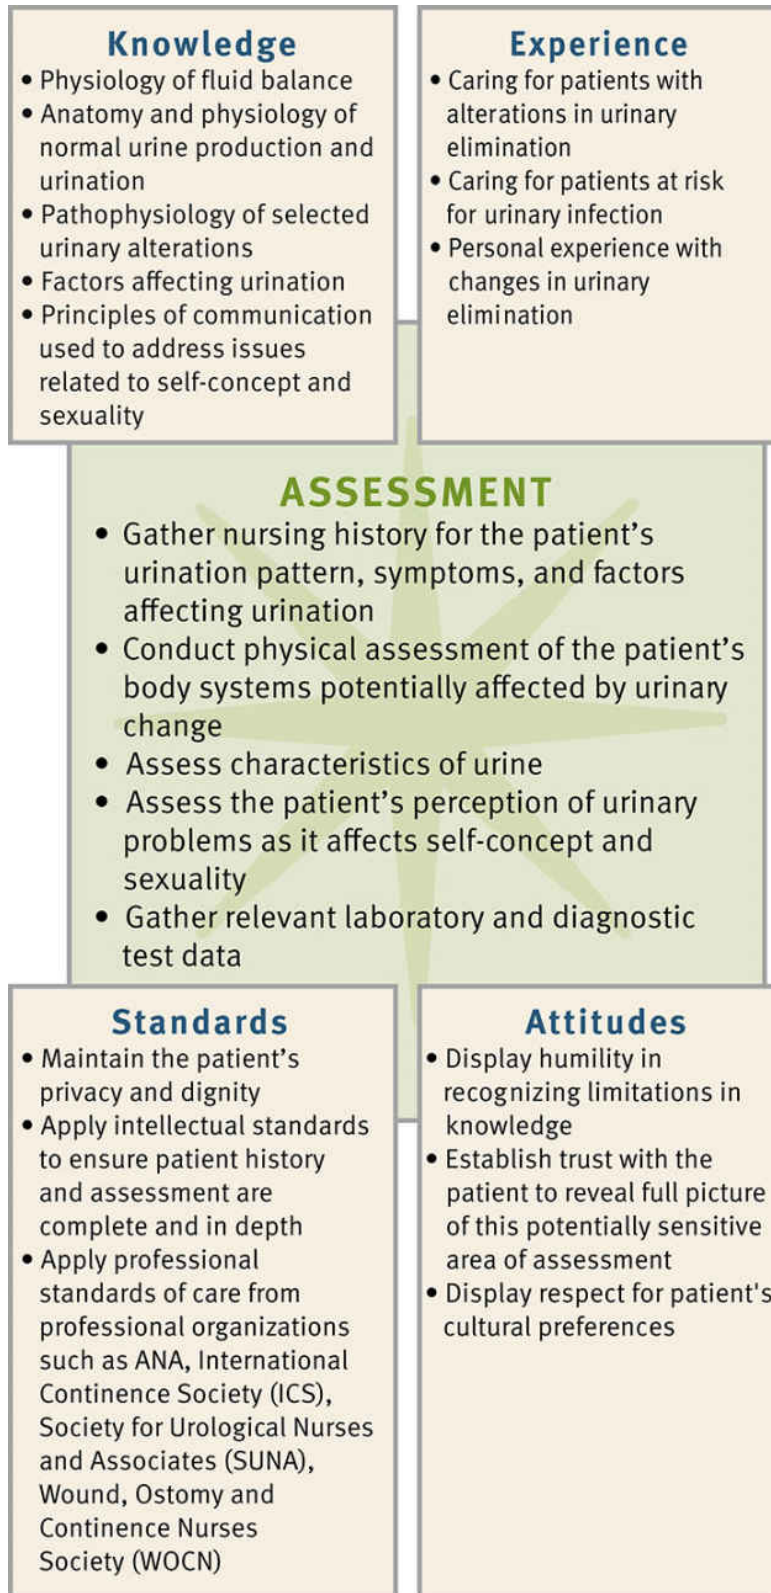 Knowledge
• Physiology of fluid balance
• Anatomy and physiology of
normal urine production and
urination
• Pathophysiology of selected
urinary alterations
• Factors affecting urination
• Principles of communication
used to address issues
related to self-concept and
sexuality
Experience
• Caring for patients with
alterations in urinary
elimination
• Caring for patients at risk
for urinary infection
• Personal experience with
changes in urinary
elimination
ASSESSMENT
• Gather nursing history for the patient’s
urination pattern, symptoms, and factors
affecting urination
• Conduct physical assessment of the patient’s
body systems potentially affected by urinary
change
• Assess characteristics of urine
• Assess the patient’s perception of urinary
problems as it affects self-concept and
sexuality
• Gather relevant laboratory and diagnostic
test data
Standards
• Maintain the patient’s
privacy and dignity
• Apply intellectual standards
to ensure patient history
and assessment are
complete and in depth
• Apply professional
standards of care from
professional organizations
such as ANA, International
Continence Society (ICS),
Society for Urological Nurses
and Associates (SUNA),
Wound, Ostomy and
Continence Nurses
Society (WOCN)
Attitudes
• Display humility in
recognizing limitations in
knowledge
• Establish trust with the
patient to reveal full picture
of this potentially sensitive
area of assessment
• Display respect for patient's
cultural preferences